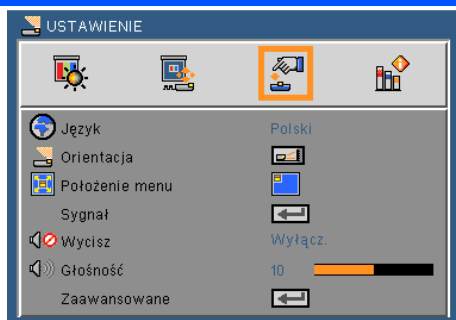 USTAWIENIE
Język Polski
Orientacja
Położenie menu
Sygnał
Wycisz Wyłącz.
Głośność 10
Zaawansowane